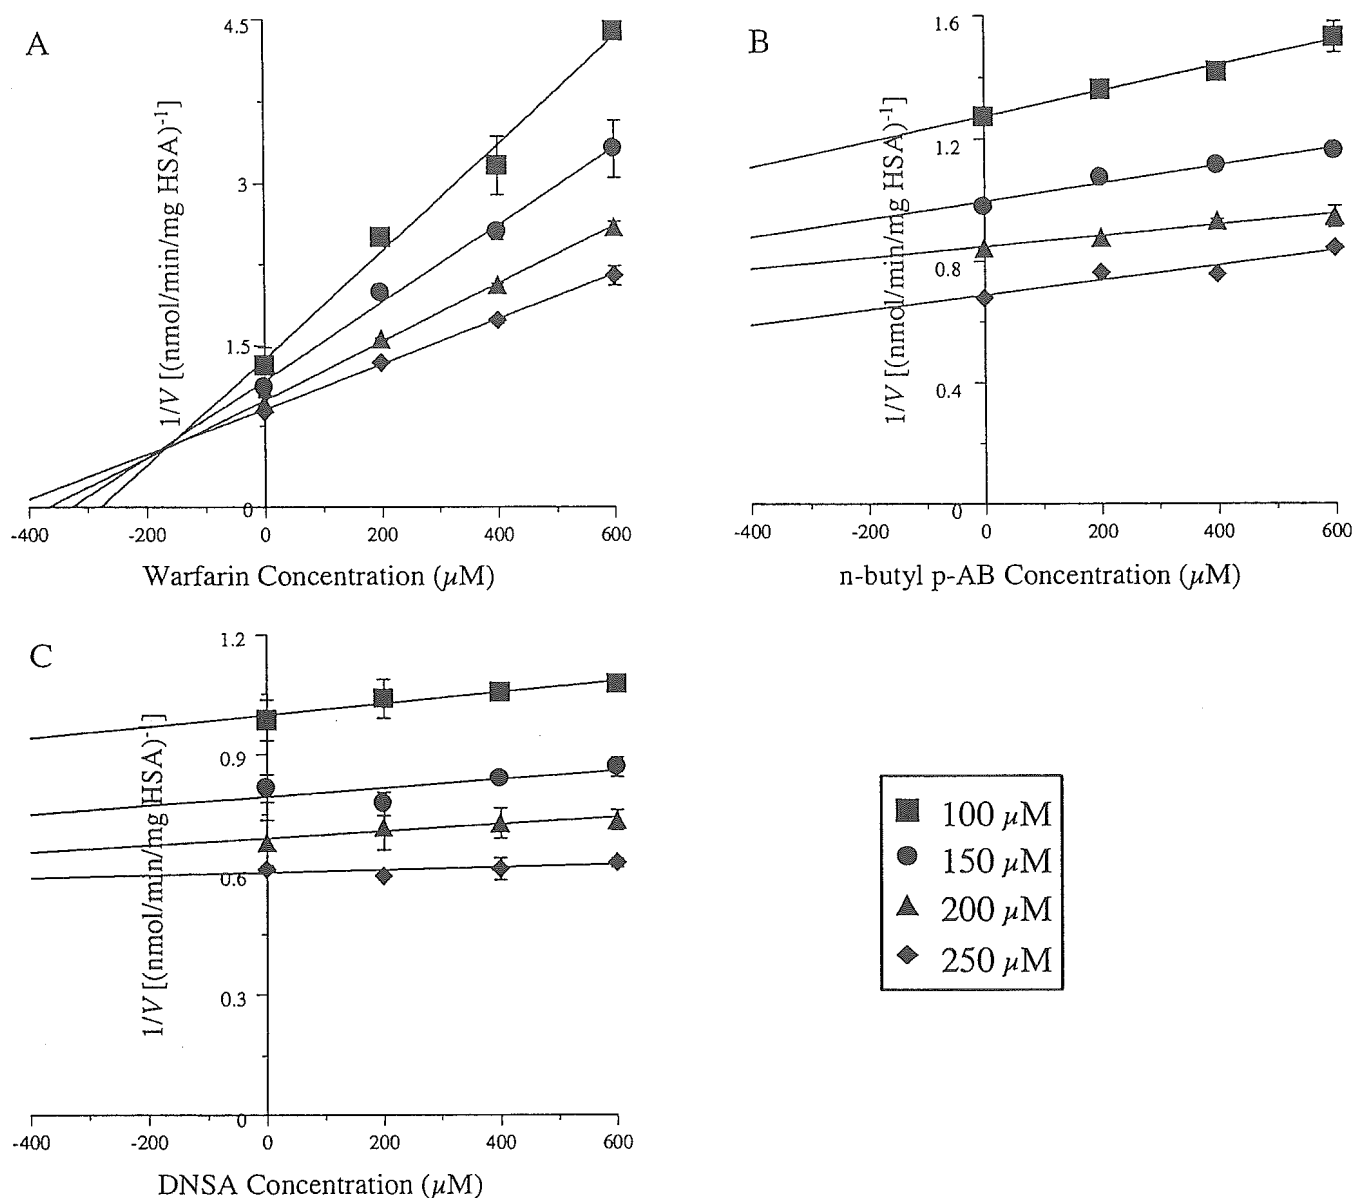 A
4.5
3
1.5
0
1/V [(nmol/min/mg HSA)-1]
-400 -200 0 200 400 600
Warfarin Concentration (µM)
B
1.6
1.2
0.8
0.4
0
1/V [(nmol/min/mg HSA)-1]
-400 -200 0 200 400 600
n-butyl p-AB Concentration (µM)
C
1.2
0.9
0.6
0.3
0
1/V [(nmol/min/mg HSA)-1]
-400 -200 0 200 400 600
DNSA Concentration (µM)
100 µM
150 µM
200 µM
250 µM